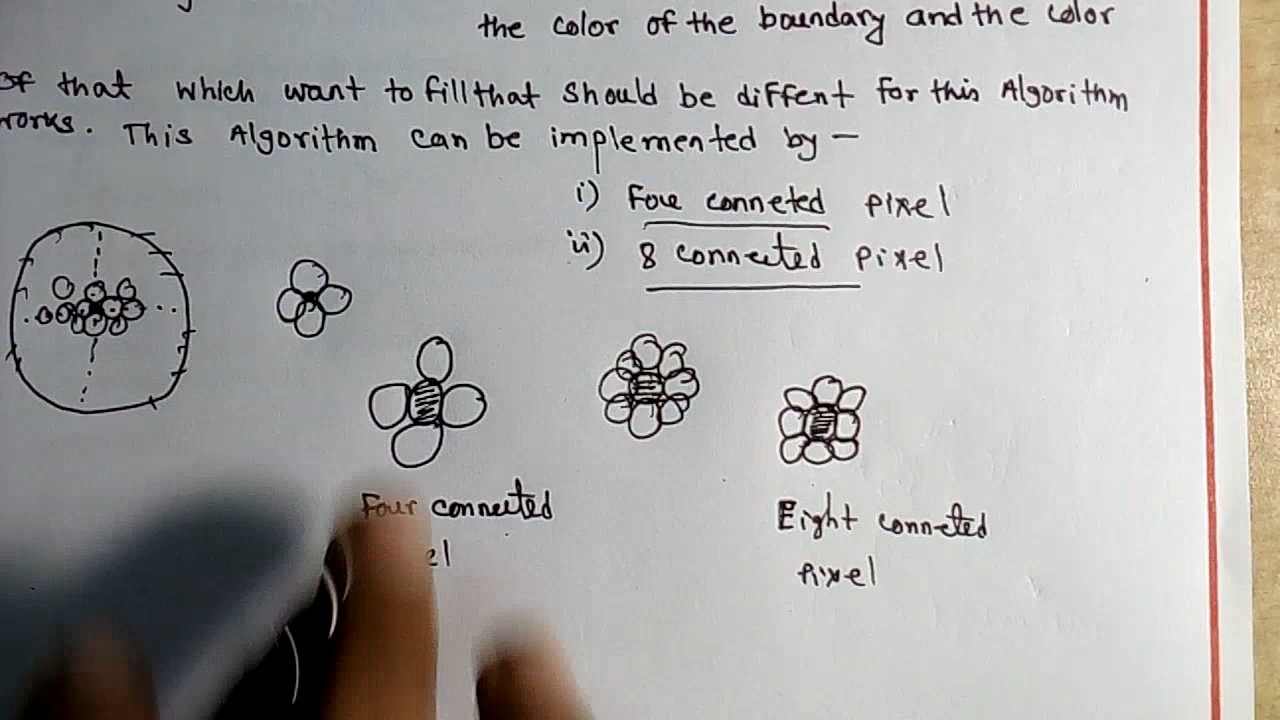 the color of the boundary and the color
of that which want to fill that should be diffent for this Algorithm
works. This Algorithm can be implemented by —
i) Four conneted pixel
ii) 8 connected pixel
Four connected
el
Eight connected
pixel